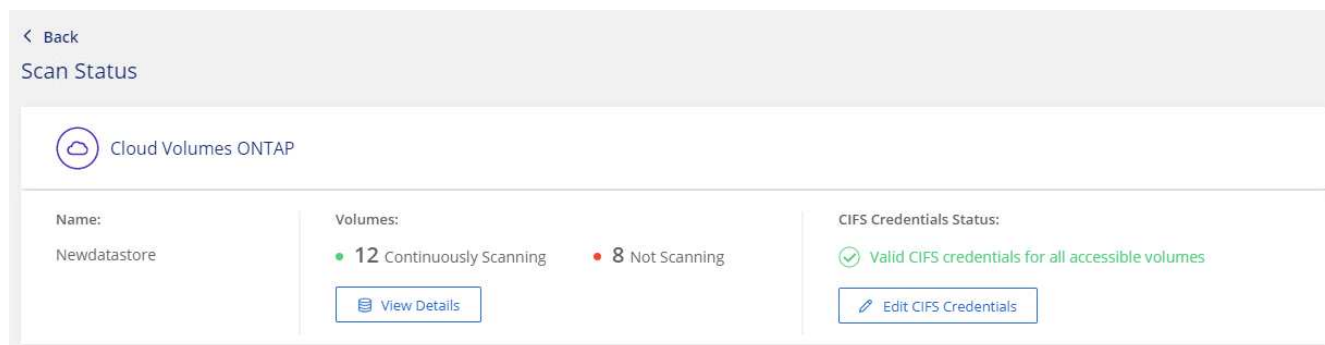 Back
Scan Status
Cloud Volumes ONTAP
Name:
Newdatastore
Volumes:
12 Continuously Scanning
8 Not Scanning
View Details
CIFS Credentials Status:
Valid CIFS credentials for all accessible volumes
Edit CIFS Credentials